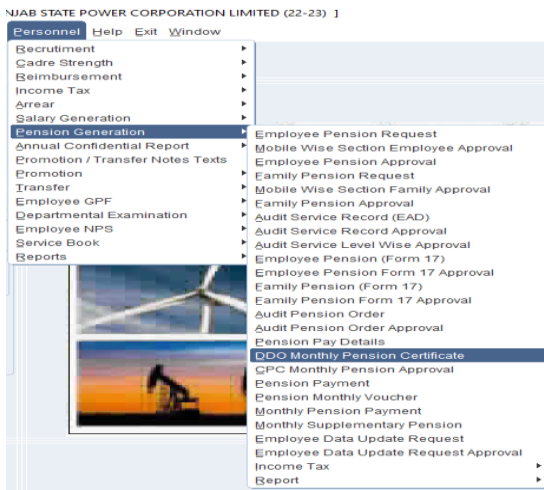 NJAB STATE POWER CORPORATION LIMITED (22-23) ]
Personnel Help Exit Window
Recrutiment
Cadre Strength
Reimbursement
Income Tax
Arrear
Salary Generation
Pension Generation
Annual Confidential Report
Promotion / Transfer Notes Texts
Promotion
Transfer
Employee GPF
Departmental Examination
Employee NPS
Service Book
Reports
Employee Pension Request
Mobile Wise Section Employee Approval
Employee Pension Approval
Family Pension Request
Mobile Wise Section Family Approval
Family Pension Approval
Audit Service Record (EAD)
Audit Service Record Approval
Audit Service Level Wise Approval
Employee Pension (Form 17)
Employee Pension Form 17 Approval
Family Pension (Form 17)
Family Pension Form 17 Approval
Audit Pension Order
Audit Pension Order Approval
Pension Pay Details
DDO Monthly Pension Certificate
CPC Monthly Pension Approval
Pension Payment
Pension Monthly Voucher
Monthly Pension Payment
Monthly Supplementary Pension
Employee Data Update Request
Employee Data Update Request Approval
Income Tax
Report